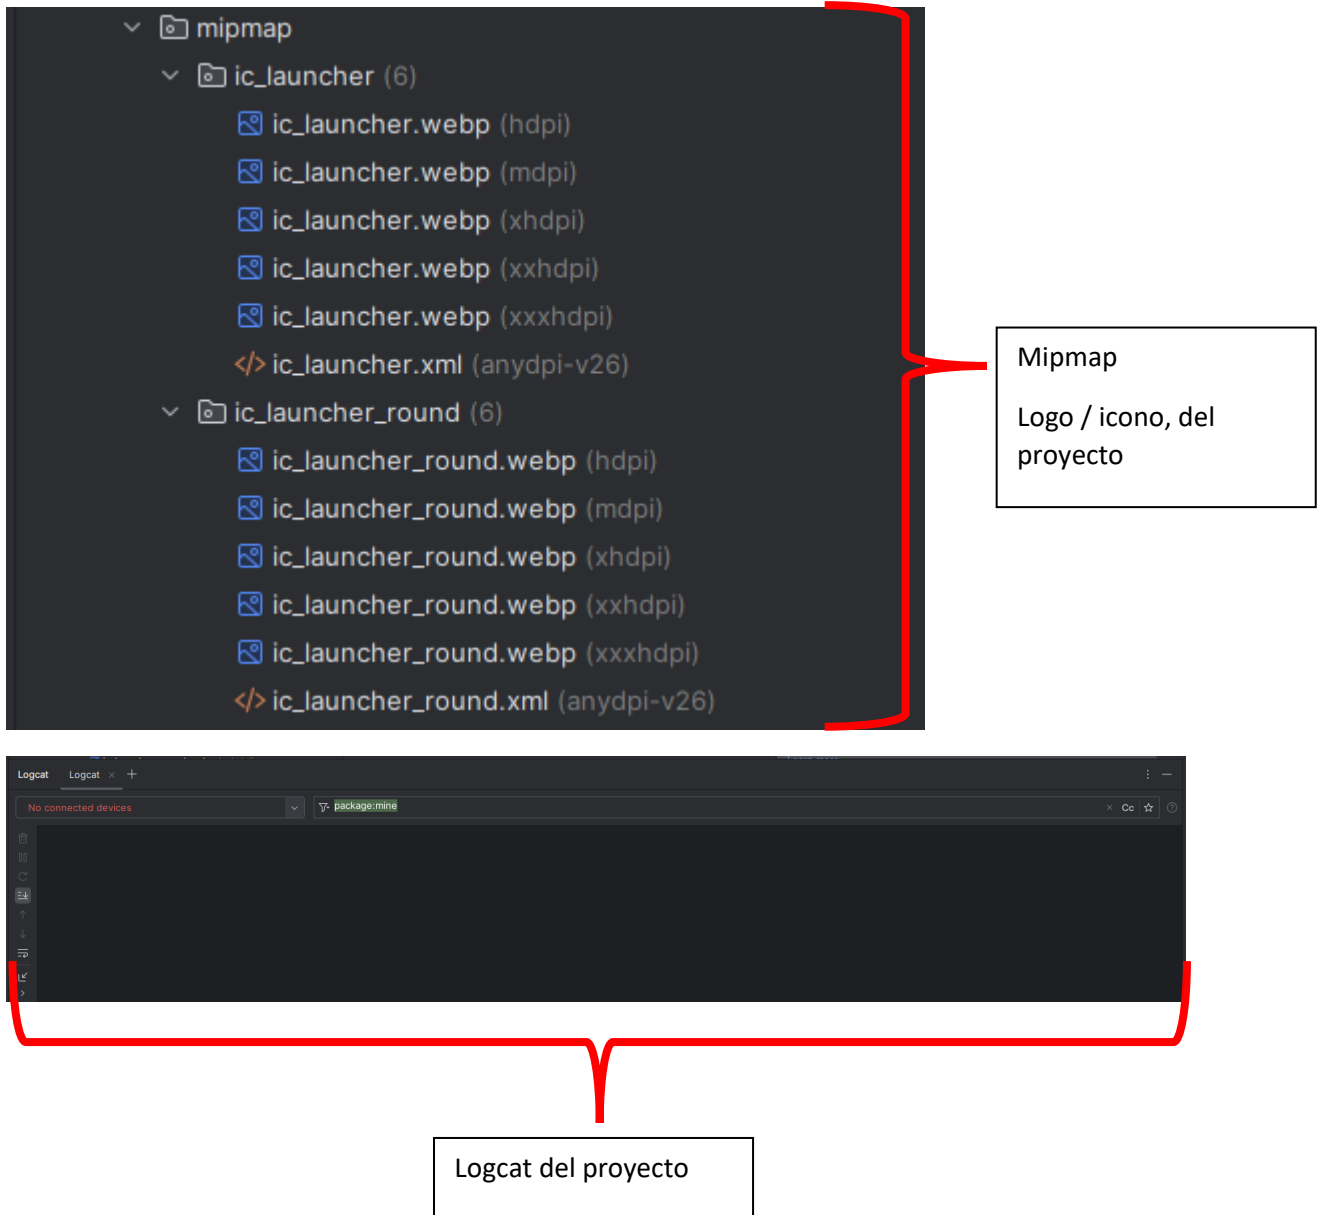 mipmap
ic_launcher (6)
ic_launcher.webp (hdpi)
ic_launcher.webp (mdpi)
ic_launcher.webp (xhdpi)
ic_launcher.webp (xxhdpi)
ic_launcher.webp (xxxhdpi)
</> ic_launcher.xml (anydpi-v26)
ic_launcher_round (6)
ic_launcher_round.webp (hdpi)
ic_launcher_round.webp (mdpi)
ic_launcher_round.webp (xhdpi)
ic_launcher_round.webp (xxhdpi)
ic_launcher_round.webp (xxxhdpi)
</> ic_launcher_round.xml (anydpi-v26)
Mipmap
Logo / icono, del
proyecto
Logcat Logcat × +
No connected devices package:mine × Cc
Logcat del proyecto